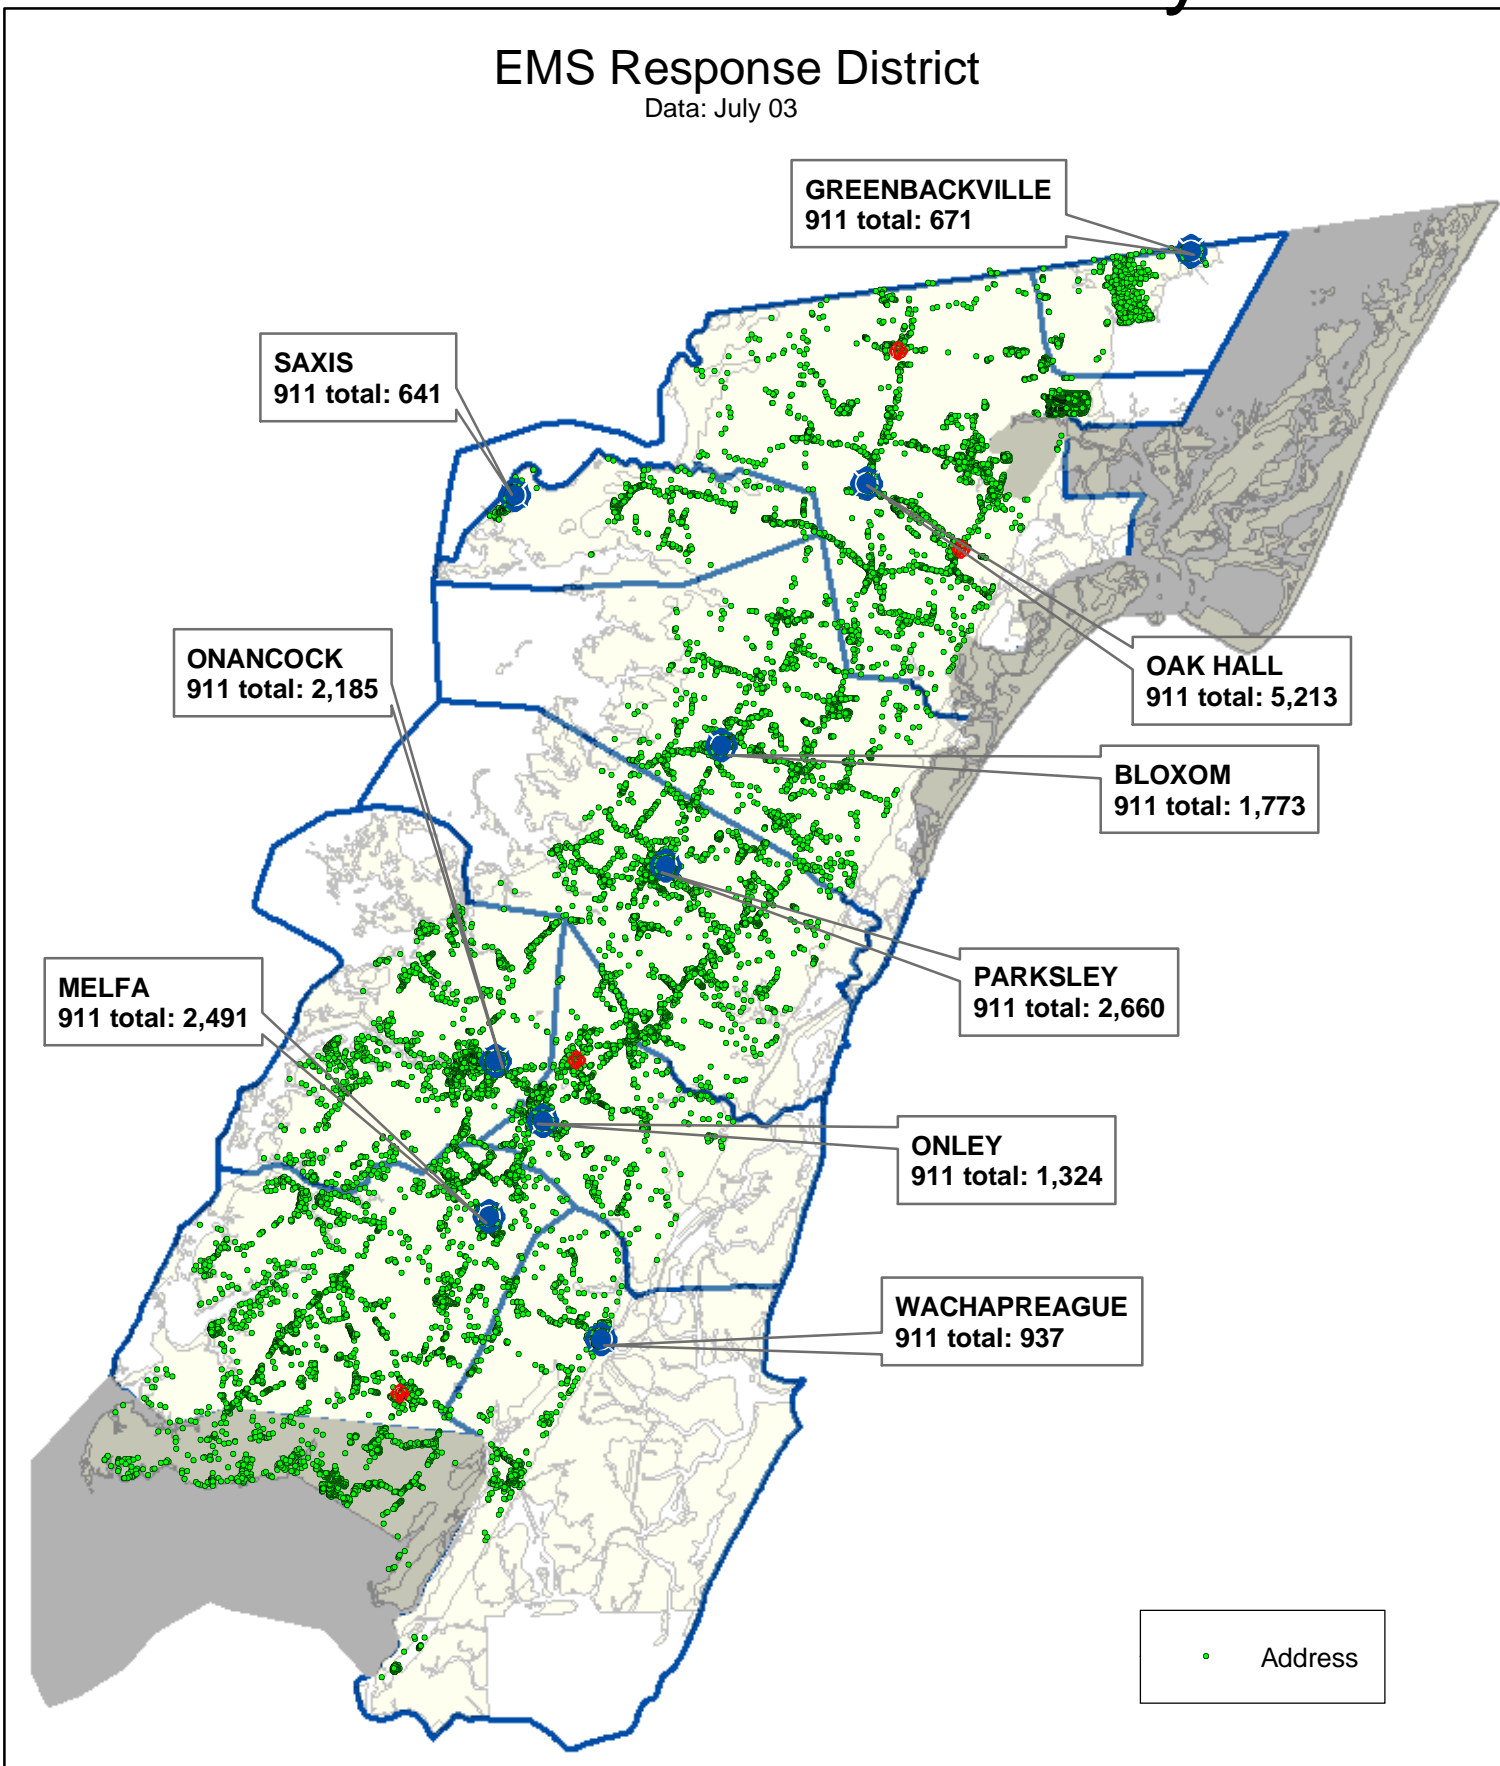 EMS Response District
Data: July 03
GREENBACKVILLE
911 total: 671
SAXIS
911 total: 641
ONANCOCK
911 total: 2,185
OAK HALL
911 total: 5,213
BLOXOM
911 total: 1,773
MELFA
911 total: 2,491
PARKSLEY
911 total: 2,660
ONLEY
911 total: 1,324
WACHAPREAGUE
911 total: 937
Address